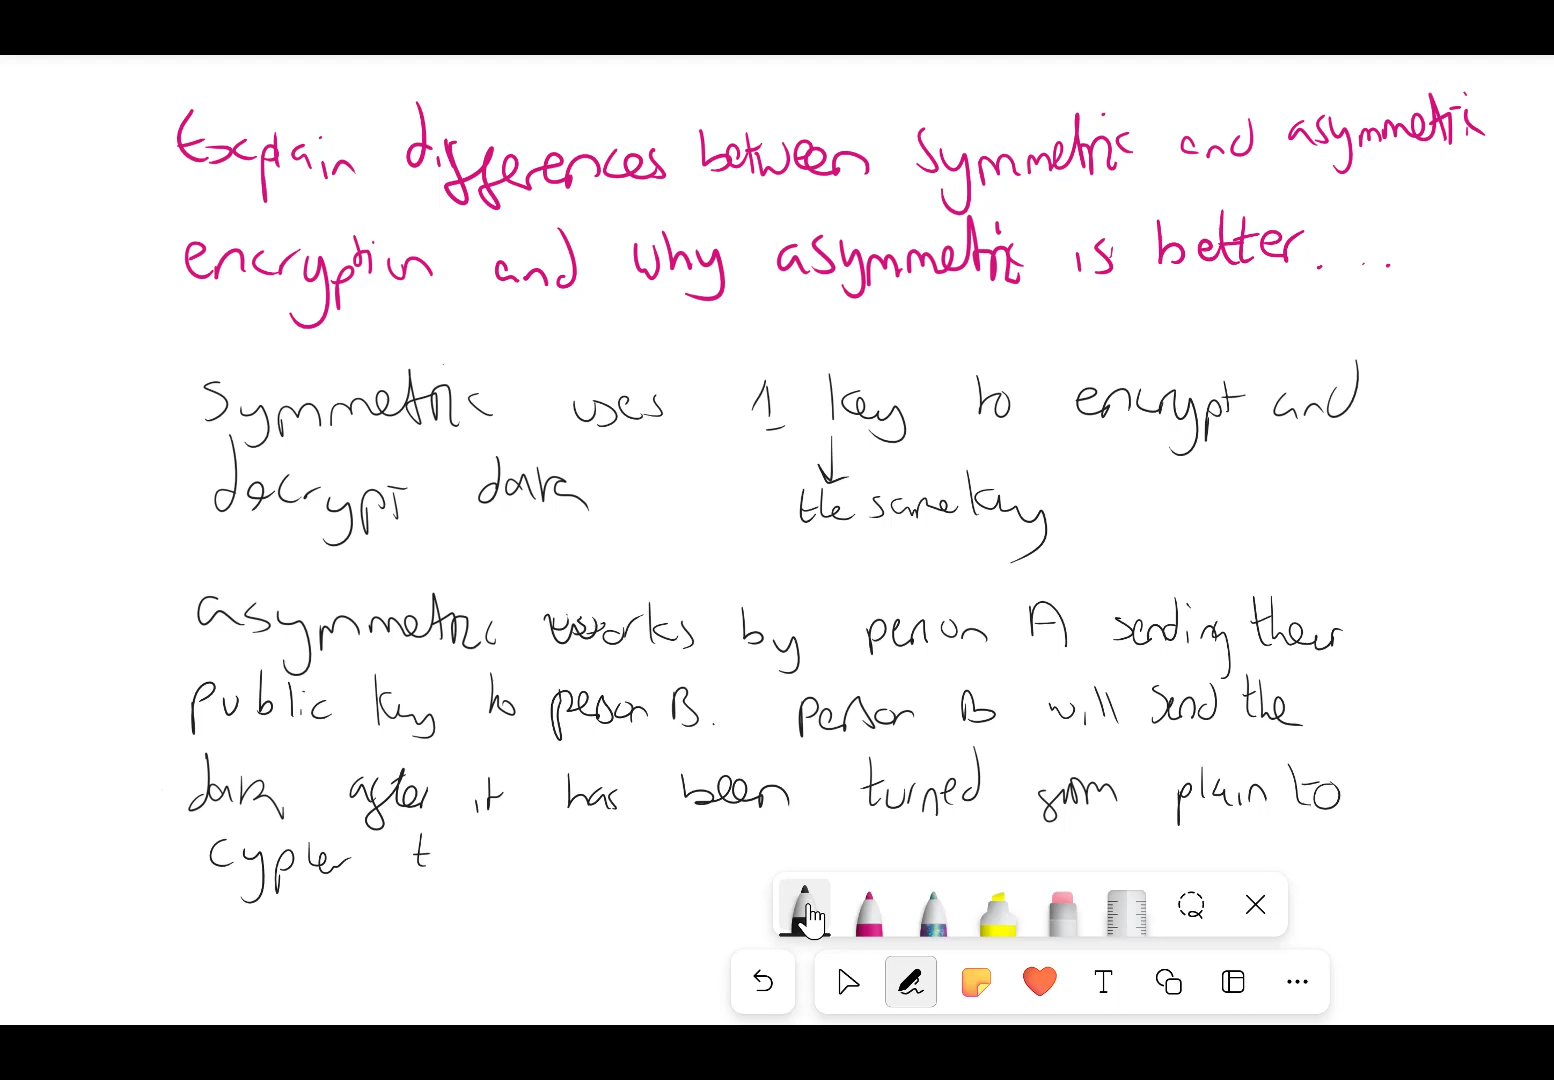 Explain differences between symmetric and asymmetric
encryption and why asymmetric is better....
Symmetric uses 1 key to encrypt and
decrypt data
the same key
asymmetric works by person A sending their
public key to person B. person B will send the
data after it has been turned from plain to
cypher t
T